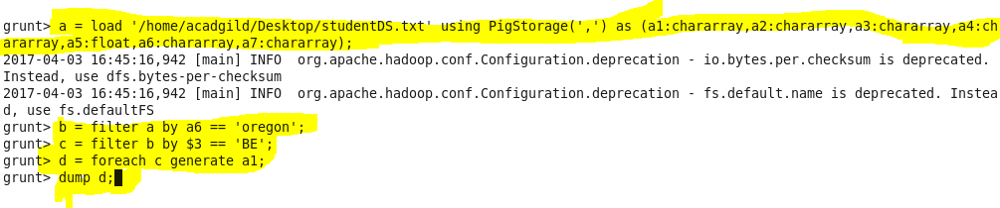 grunt> a = load '/home/acadgild/Desktop/studentDS.txt' using PigStorage(',') as (a1:chararray,a2:chararray,a3:chararray,a4:ch
ararray,a5:float,a6:chararray,a7:chararray);
2017-04-03 16:45:16,942 [main] INFO  org.apache.hadoop.conf.Configuration.deprecation - io.bytes.per.checksum is deprecated.
Instead, use dfs.bytes-per-checksum
2017-04-03 16:45:16,942 [main] INFO  org.apache.hadoop.conf.Configuration.deprecation - fs.default.name is deprecated. Instea
d, use fs.defaultFS
grunt> b = filter a by a6 == 'oregon';
grunt> c = filter b by $3 == 'BE';
grunt> d = foreach c generate a1;
grunt> dump d;